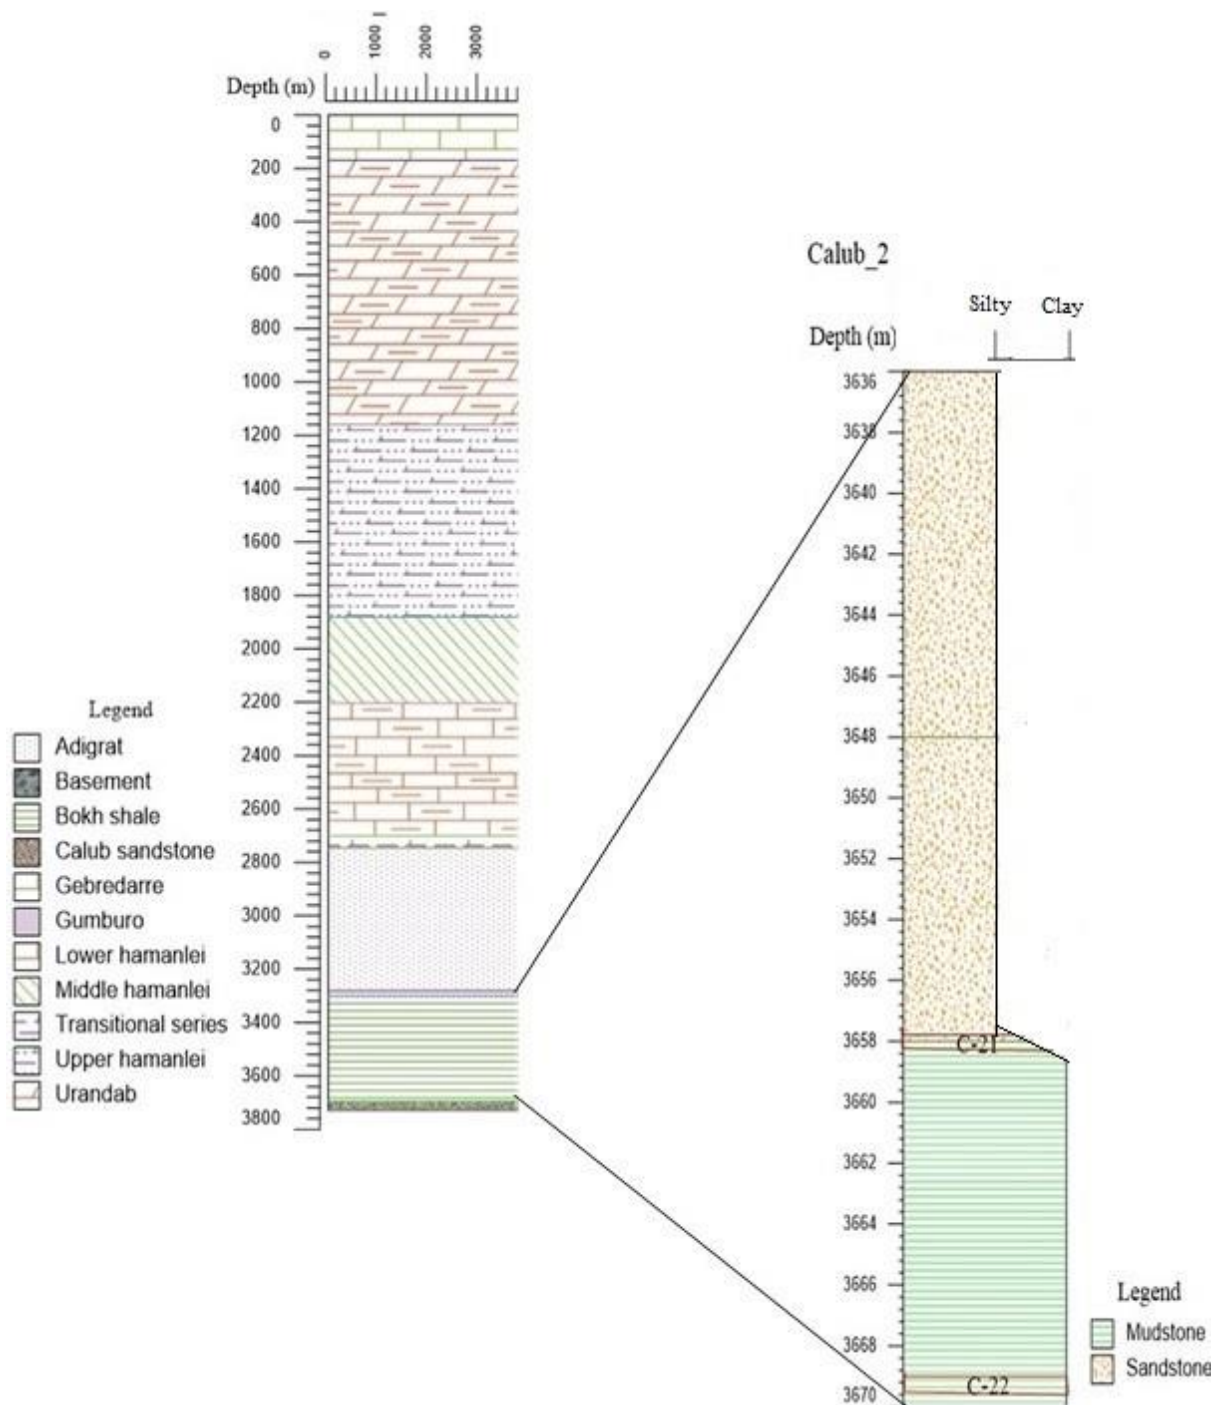 0
1000
2000
3000
Depth (m)
0
200
400
600
800
1000
1200
1400
1600
1800
2000
2200
2400
2600
2800
3000
3200
3400
3600
3800
Legend
Adigrat
Basement
Bokh shale
Calub sandstone
Gebredarre
Gumburo
Lower hamanlei
Middle hamanlei
Transitional series
Upper hamanlei
Urandab
Calub_2
Silty Clay
Depth (m)
3636
3638
3640
3642
3644
3646
3648
3650
3652
3654
3656
3658
C-21
3660
3662
3664
3666
3668
3670
C-22
Legend
Mudstone
Sandstone